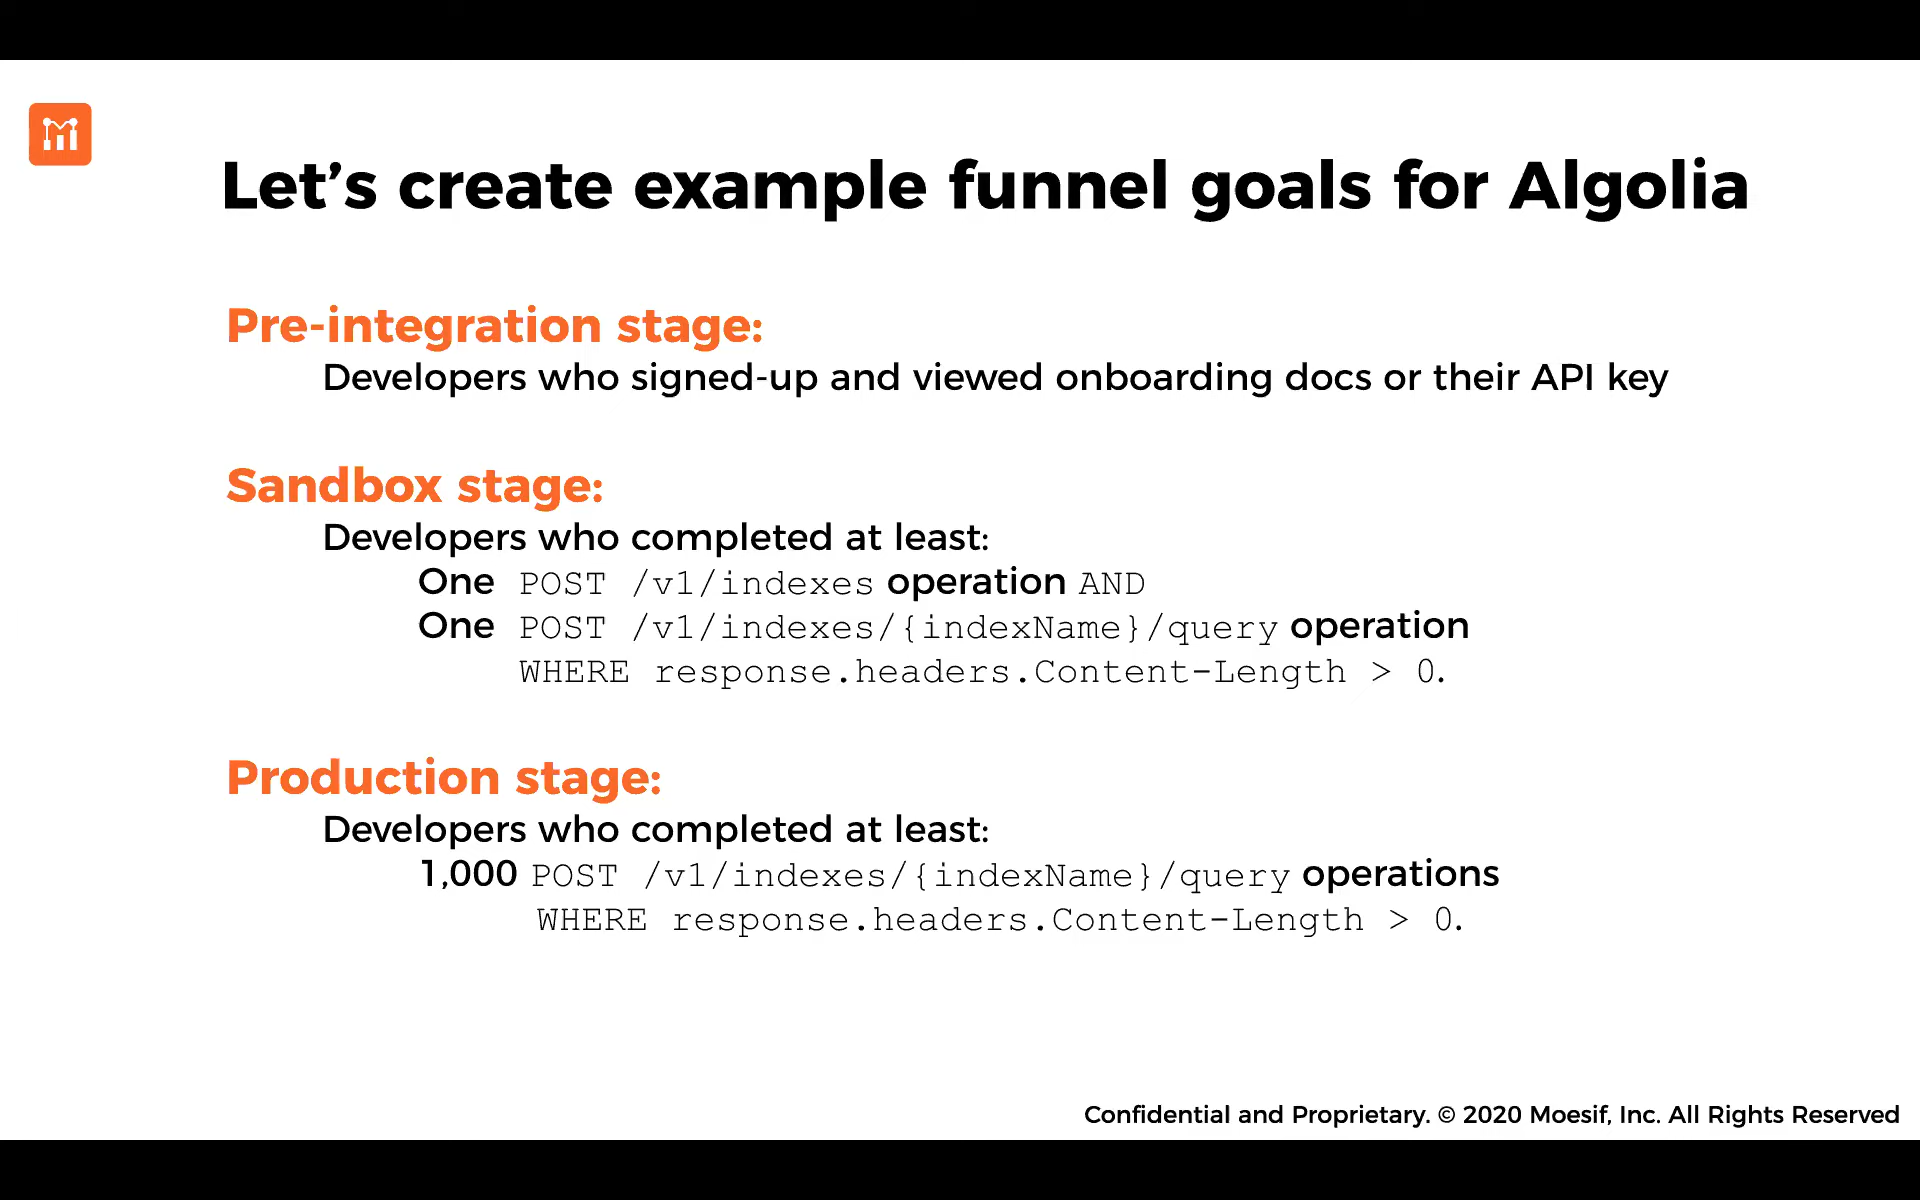 Let’s create example funnel goals for Algolia
Pre-integration stage:
Developers who signed-up and viewed onboarding docs or their API key
Sandbox stage:
Developers who completed at least:
One POST /v1/indexes operation AND
One POST /v1/indexes/{indexName}/query operation
WHERE response.headers.Content-Length > 0.
Production stage:
Developers who completed at least:
1,000 POST /v1/indexes/{indexName}/query operations
WHERE response.headers.Content-Length > 0.
Confidential and Proprietary. © 2020 Moesif, Inc. All Rights Reserved